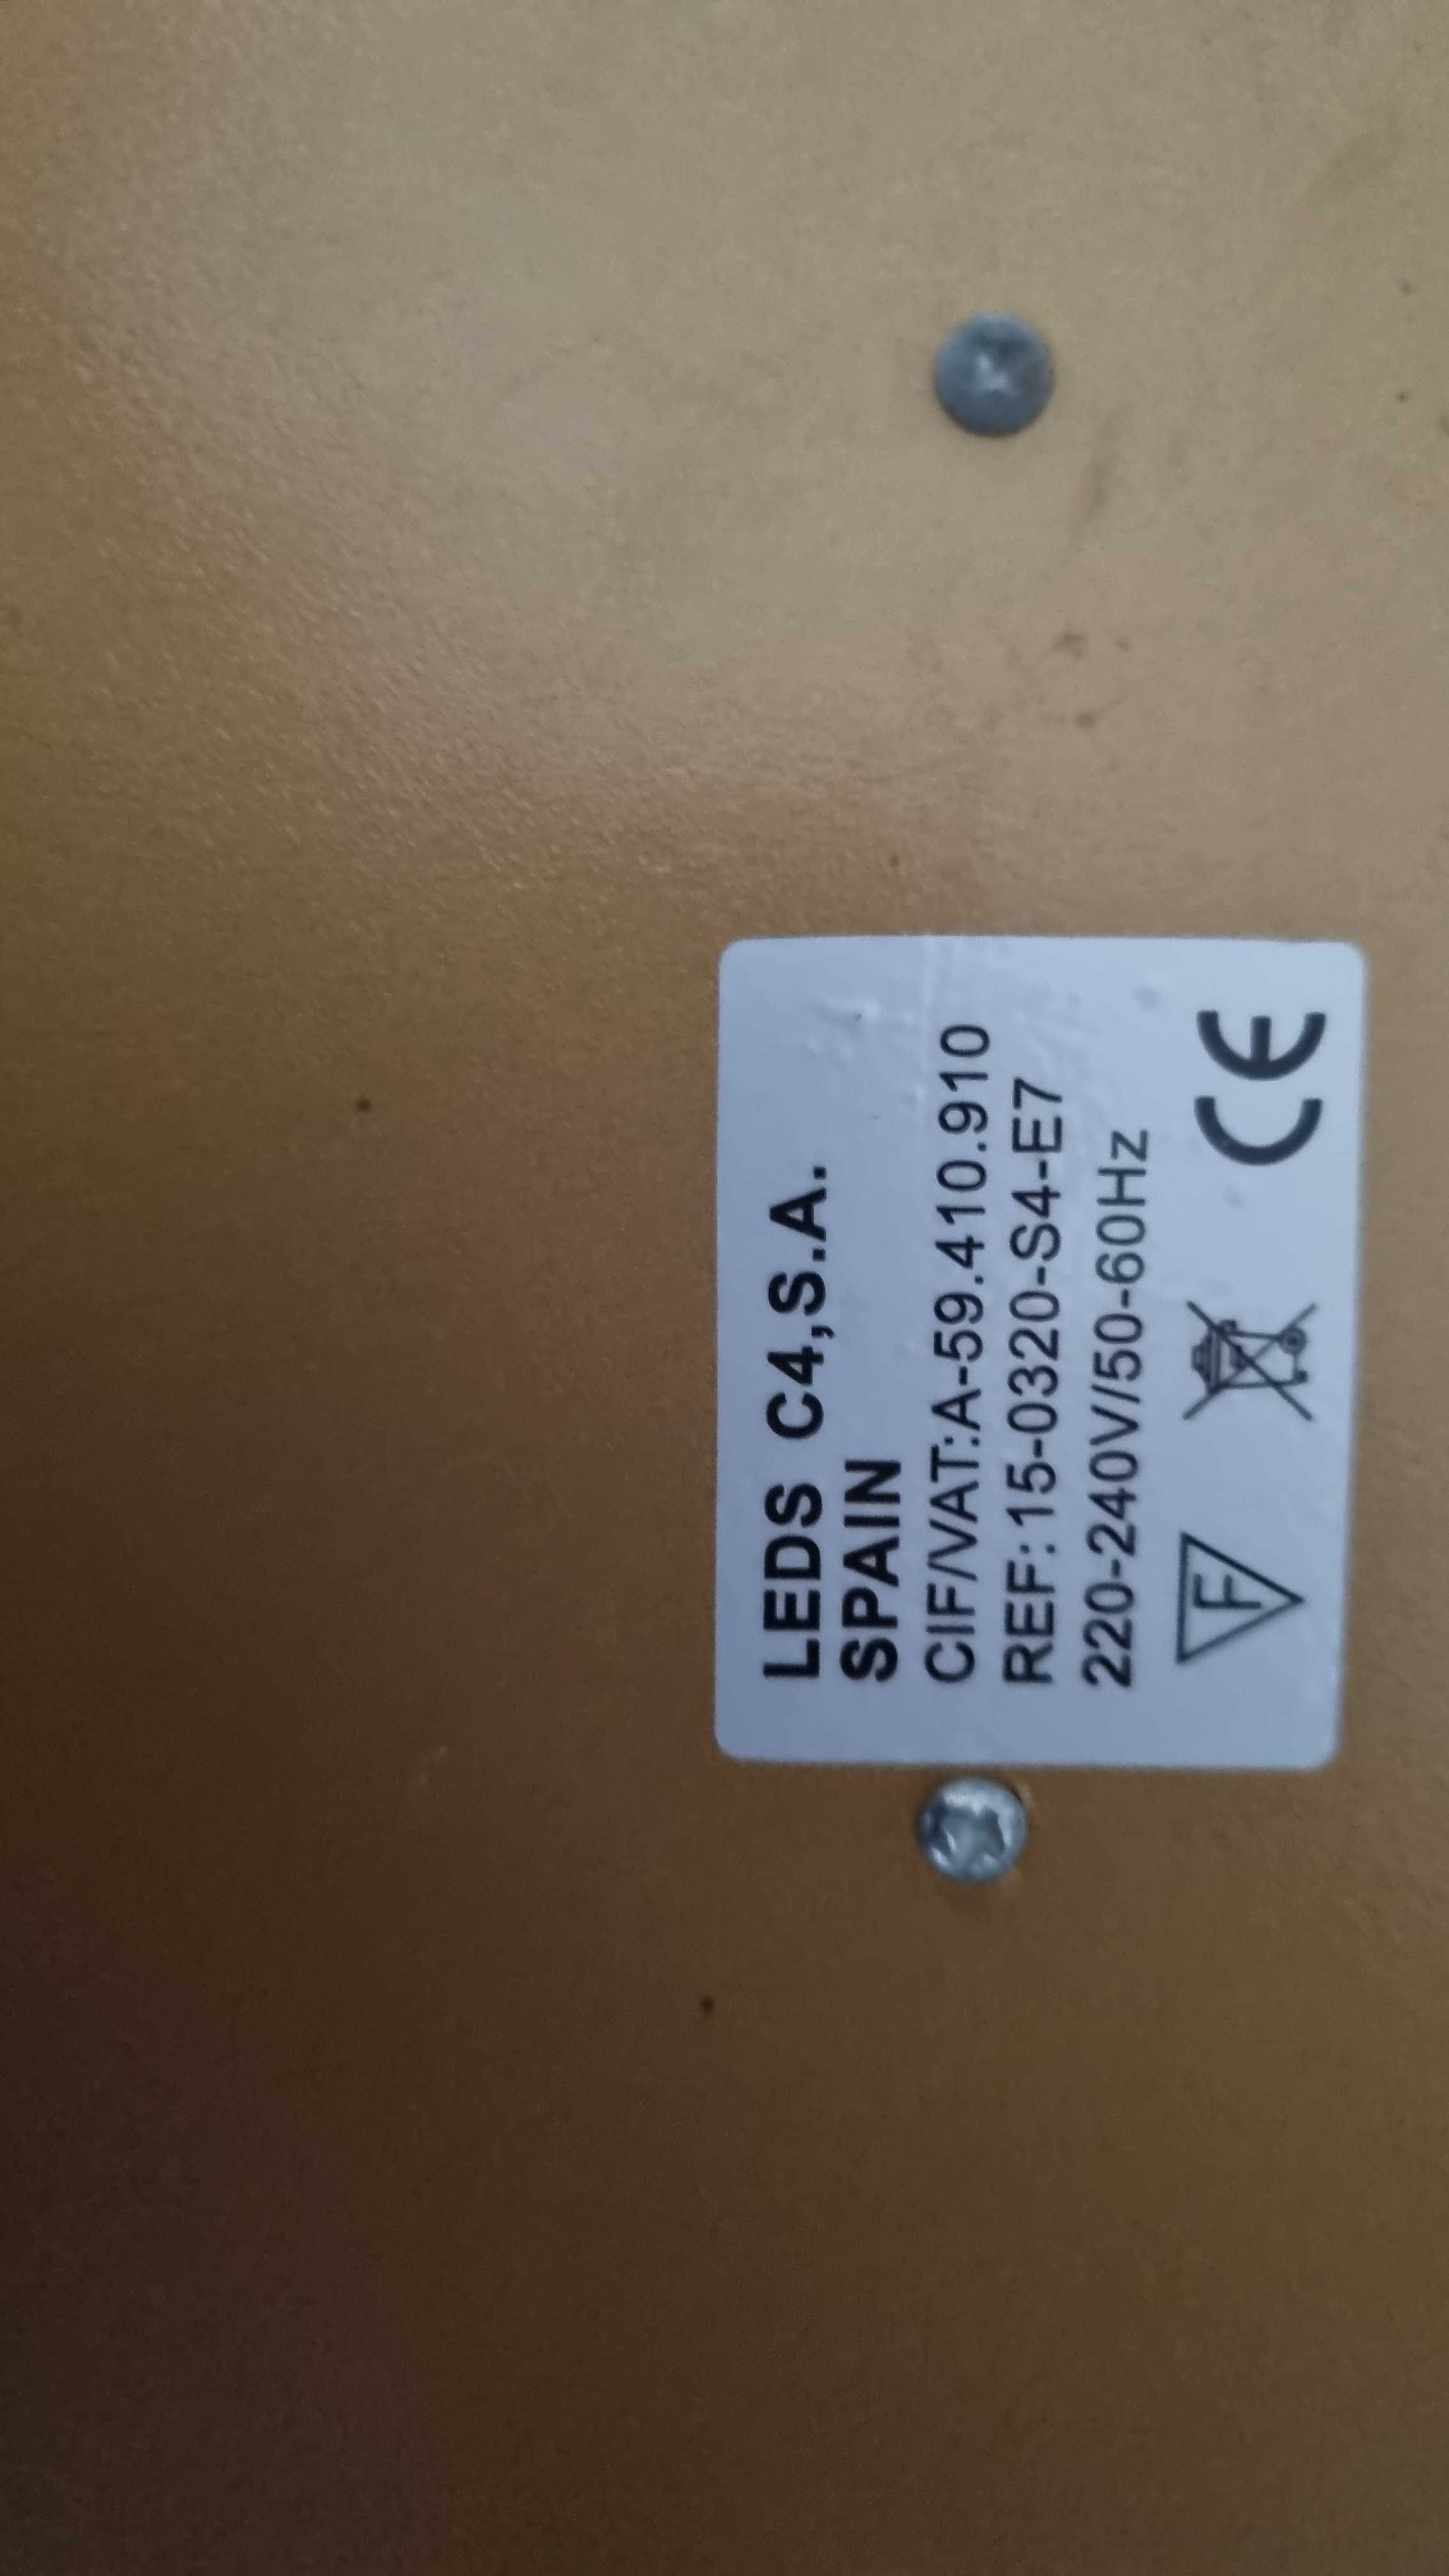 LEDS C4,S.A.
SPAIN
CIF/VAT:A-59.410.910
REF:15-0320-S4-E7
220-240V/50-60Hz
F CE